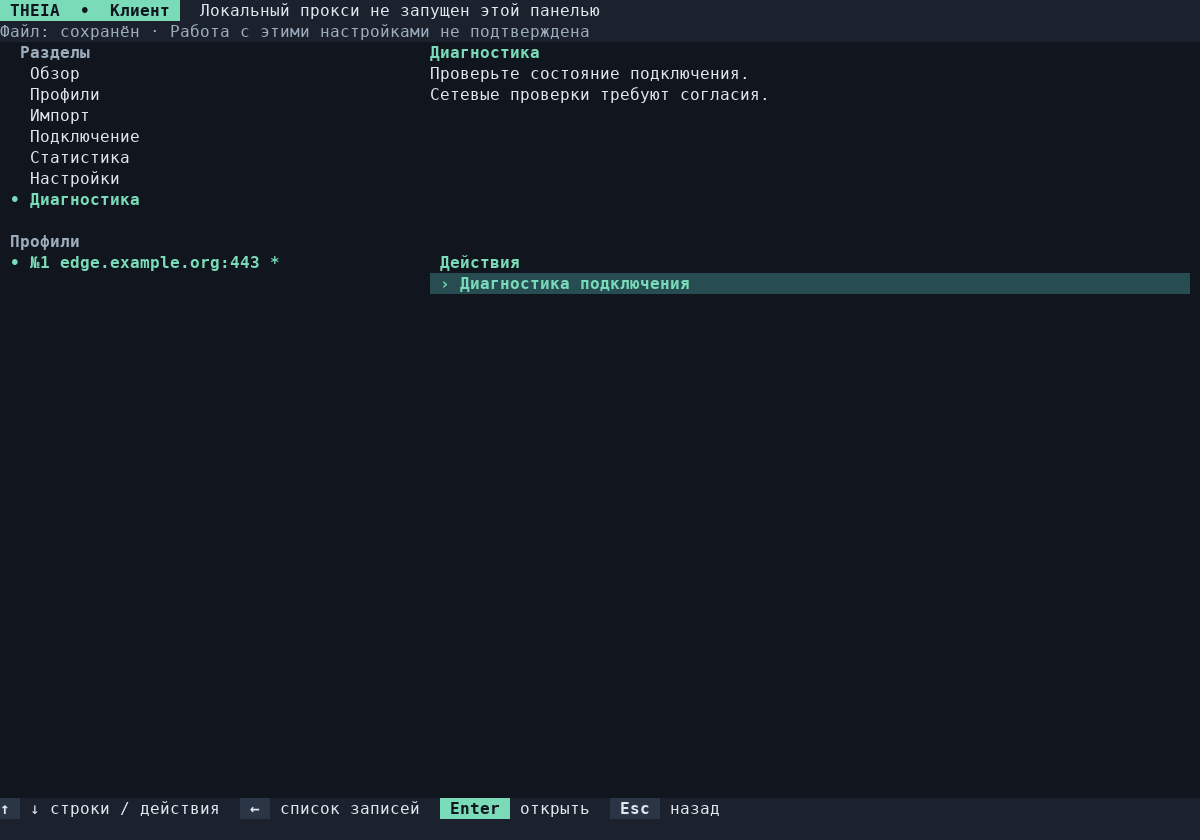 THEIA • Клиент Локальный прокси не запущен этой панелью
Файл: сохранён · Работа с этими настройками не подтверждена
Разделы
Обзор
Профили
Импорт
Подключение
Статистика
Настройки
• Диагностика
Профили
• №1 edge.example.org:443 *
Диагностика
Проверьте состояние подключения.
Сетевые проверки требуют согласия.
Действия
› Диагностика подключения
↑ ↓ строки / действия ← список записей Enter открыть Esc назад